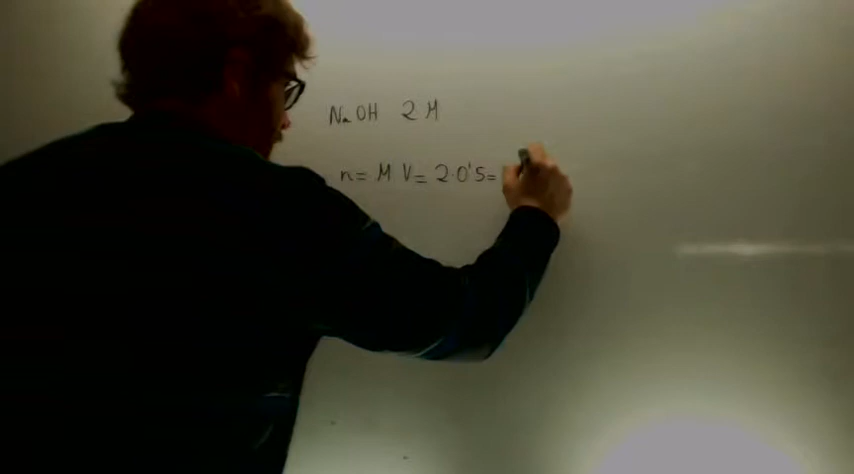 NaOH 2 M
n= M V= 2·0'5=